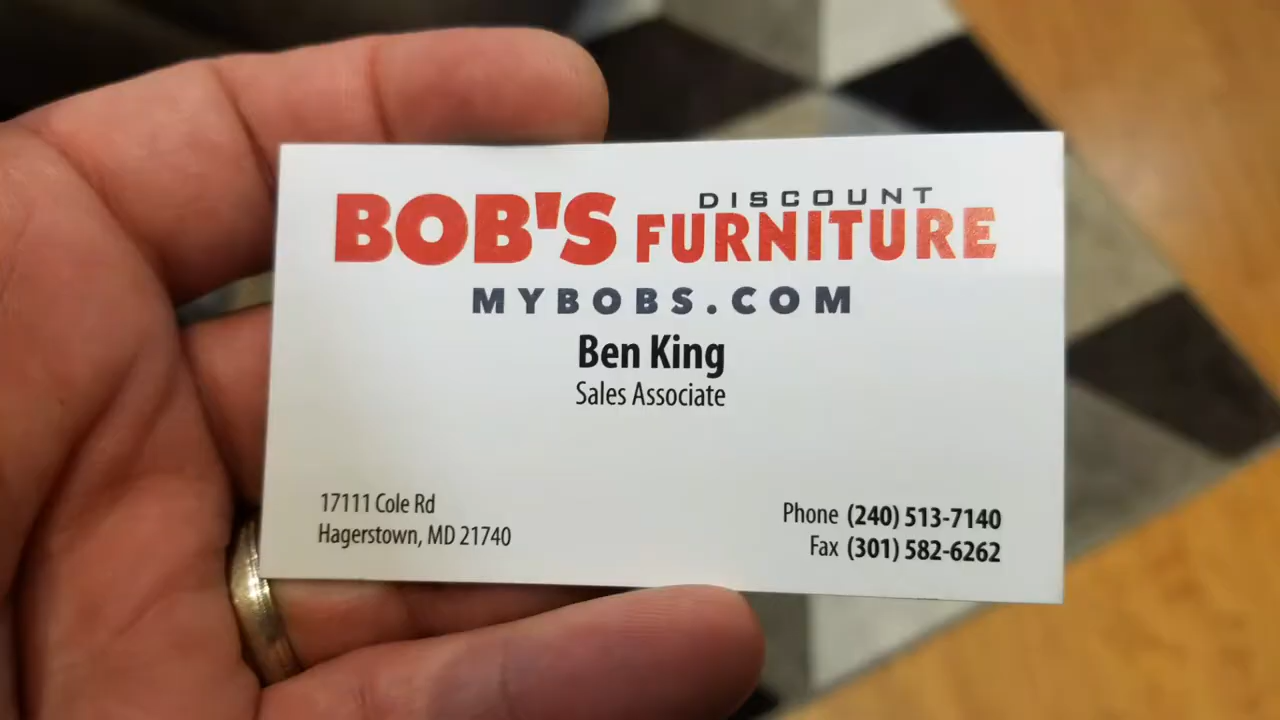 BOB'S DISCOUNT FURNITURE
MYBOBS.COM
Ben King
Sales Associate
17111 Cole Rd
Hagerstown, MD 21740
Phone (240) 513-7140
Fax (301) 582-6262